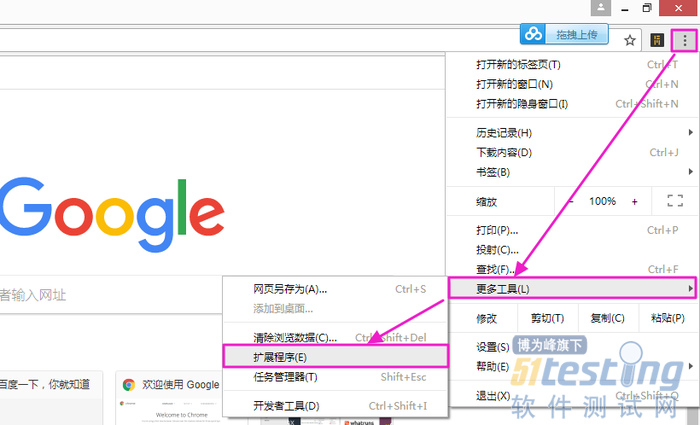 拖拽上传
打开新的标签页(T) Ctrl+T
打开新的窗口(N) Ctrl+N
打开新的隐身窗口(I) Ctrl+Shift+N
历史记录(H)
下载内容(D) Ctrl+J
书签(B)
缩放 - 100% +
Google
打印(P)... Ctrl+P
投射(C)...
查找(F)... Ctrl+F
更多工具(L)
者输入网址
网页另存为(A)... Ctrl+S
添加到桌面...
清除浏览数据(C)... Ctrl+Shift+Del
扩展程序(E)
任务管理器(T) Shift+Esc
开发者工具(D) Ctrl+Shift+I
修改 剪切(T) 复制(C) 粘贴(P)
设置(S)
帮助(E)
退出(X) Ctrl+Shift+Q
博为峰旗下
51testing
软件测试网
百度一下，你就知道
欢迎使用 Google
Welcome to Chrome
whatruns